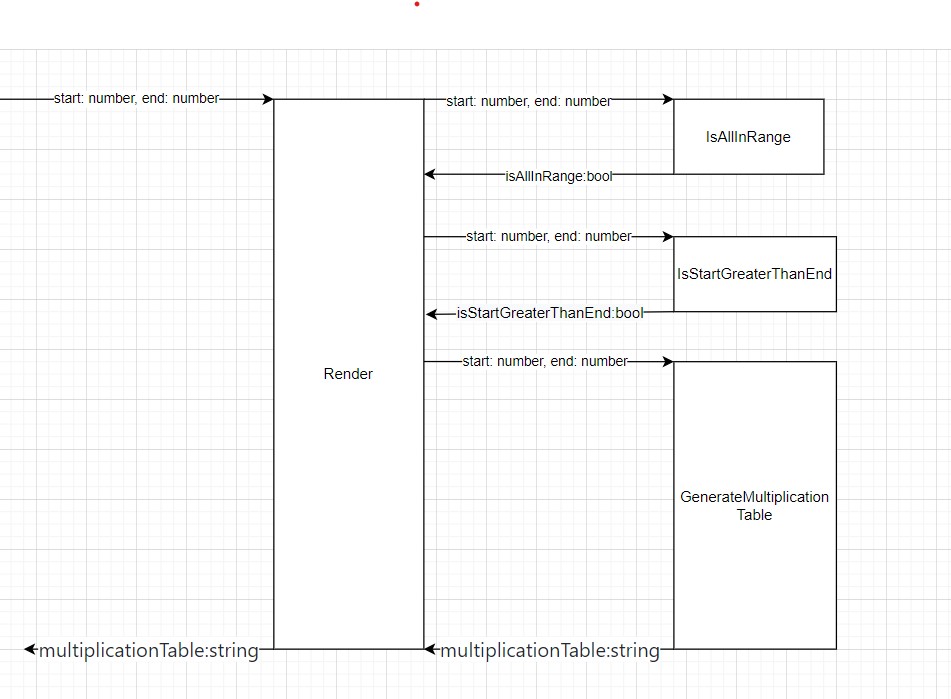 start: number, end: number
start: number, end: number
IsAllInRange
isAllInRange:bool
start: number, end: number
IsStartGreaterThanEnd
isStartGreaterThanEnd:bool
start: number, end: number
Render
GenerateMultiplication
Table
multiplicationTable:string
multiplicationTable:string